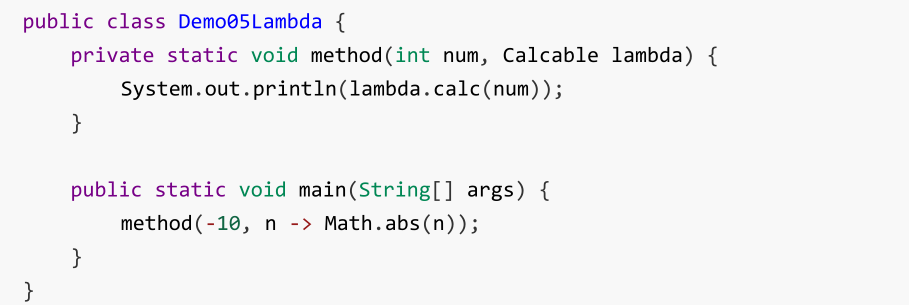 public class Demo05Lambda {
    private static void method(int num, Calcable lambda) {
        System.out.println(lambda.calc(num));
    }
    public static void main(String[] args) {
        method(-10, n -> Math.abs(n));
    }
}